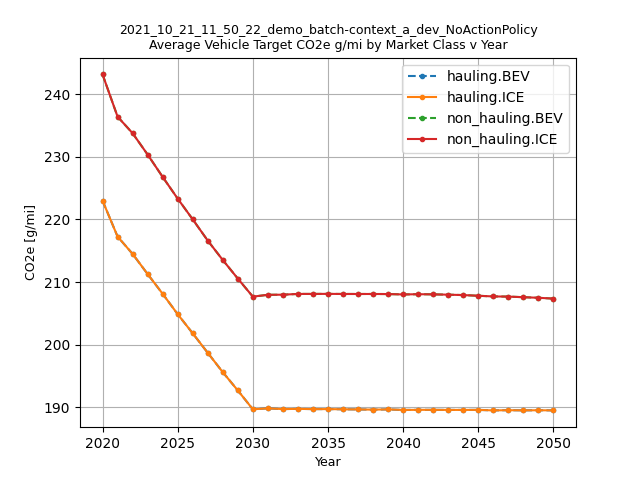 2021_10_21_11_50_22_demo_batch-context_a_dev_NoActionPolicy
Average Vehicle Target CO2e g/mi by Market Class v Year
hauling.BEV
hauling.ICE
non_hauling.BEV
non_hauling.ICE
CO2e [g/mi]
240
230
220
210
200
190
2020 2025 2030 2035 2040 2045 2050
Year